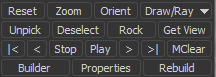 Reset Zoom Orient Draw/Ray
Unpick Deselect Rock Get View
|< < Stop Play > >| MClear
Builder Properties Rebuild